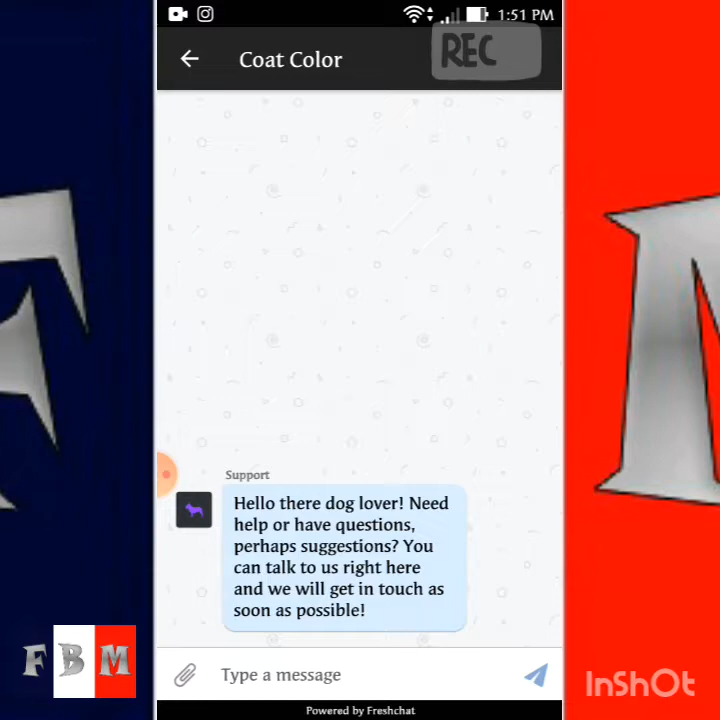 1:51 PM
Coat Color
REC
Support
Hello there dog lover! Need
help or have questions,
perhaps suggestions? You
can talk to us right here
and we will get in touch as
soon as possible!
Type a message
Powered by Freshchat
F B M
InShOt